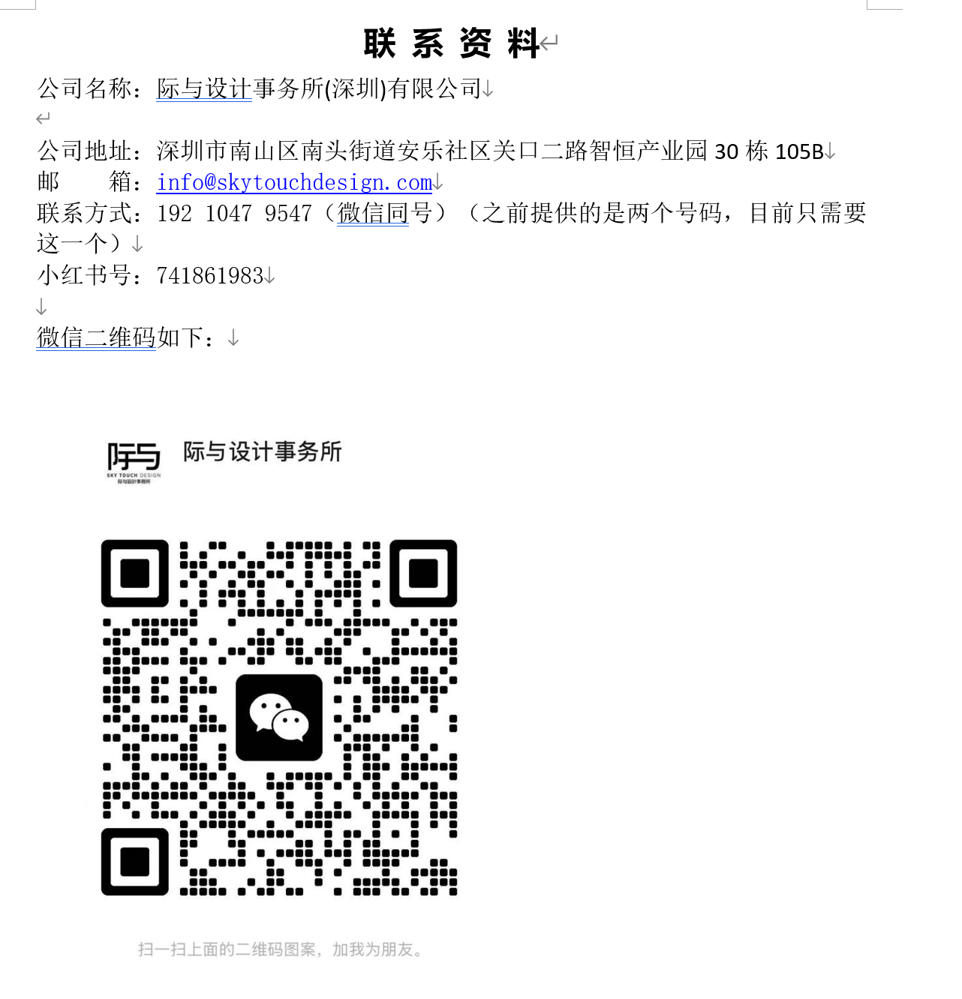 联 系 资 料
公司名称：际与设计事务所(深圳)有限公司
公司地址：深圳市南山区南头街道安乐社区关口二路智恒产业园 30 栋 105B
邮　　箱：info@skytouchdesign.com
联系方式：192 1047 9547（微信同号）（之前提供的是两个号码，目前只需要
这一个）
小红书号：741861983
微信二维码如下：
际与
SKY TOUCH DESIGN
际与設計事務所
际与设计事务所
扫一扫上面的二维码图案，加我为朋友。